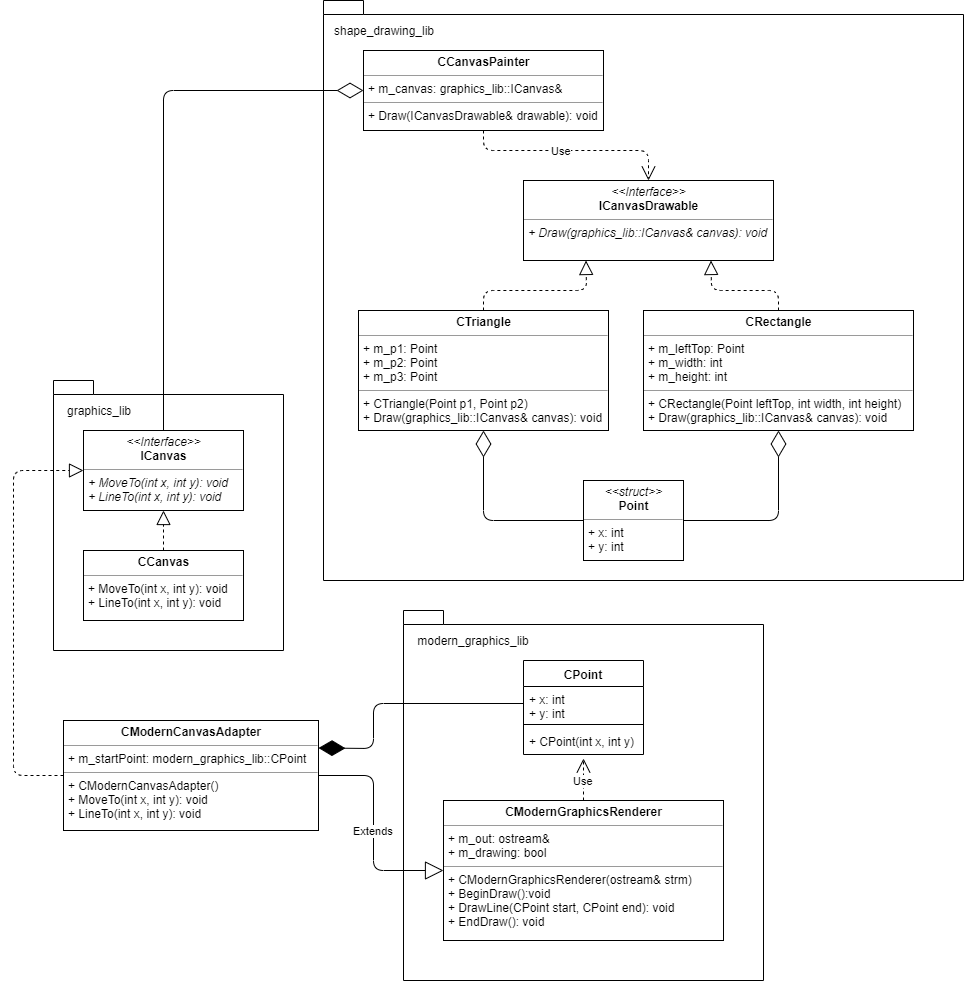 shape_drawing_lib
CCanvasPainter
+ m_canvas: graphics_lib::ICanvas&
+ Draw(ICanvasDrawable& drawable): void
Use
<<Interface>>
ICanvasDrawable
+ Draw(graphics_lib::ICanvas& canvas): void
CTriangle
+ m_p1: Point
+ m_p2: Point
+ m_p3: Point
+ CTriangle(Point p1, Point p2)
+ Draw(graphics_lib::ICanvas& canvas): void
CRectangle
+ m_leftTop: Point
+ m_width: int
+ m_height: int
+ CRectangle(Point leftTop, int width, int height)
+ Draw(graphics_lib::ICanvas& canvas): void
<<struct>>
Point
+ x: int
+ y: int
graphics_lib
<<Interface>>
ICanvas
+ MoveTo(int x, int y): void
+ LineTo(int x, int y): void
CCanvas
+ MoveTo(int x, int y): void
+ LineTo(int x, int y): void
modern_graphics_lib
CPoint
+ x: int
+ y: int
+ CPoint(int x, int y)
Use
CModernCanvasAdapter
+ m_startPoint: modern_graphics_lib::CPoint
+ CModernCanvasAdapter()
+ MoveTo(int x, int y): void
+ LineTo(int x, int y): void
Extends
CModernGraphicsRenderer
+ m_out: ostream&
+ m_drawing: bool
+ CModernGraphicsRenderer(ostream& strm)
+ BeginDraw():void
+ DrawLine(CPoint start, CPoint end): void
+ EndDraw(): void